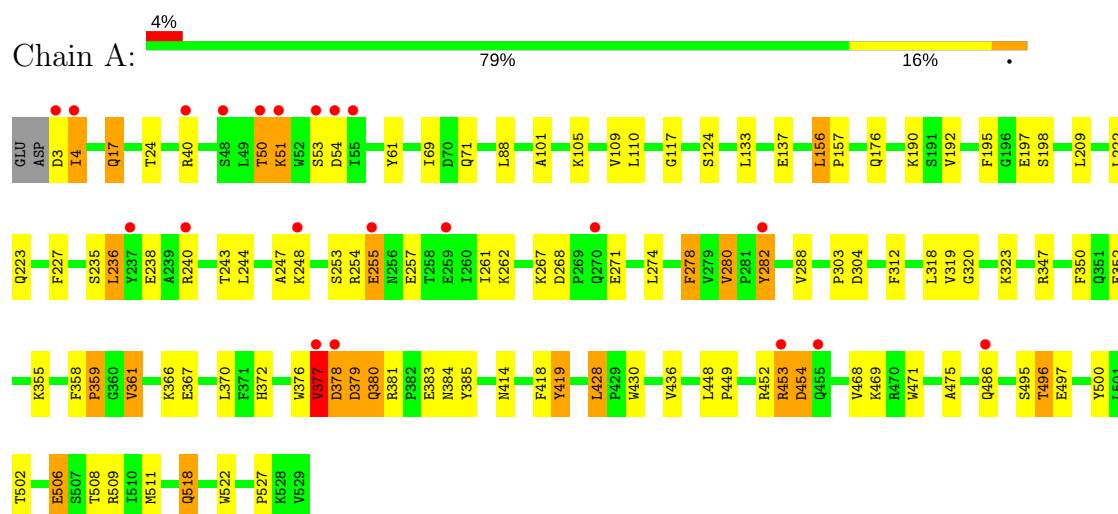 4%
Chain A:
79% 16% •
GLU ASP D3 I4 Q17 T24 R40 S48 L49 T50 K51 W52 S53 D54 I55 Y61 I69 D70 Q71 L88 A101 K105 V109 L110 G117 S124 L133 E137 L156 P157 Q176 K190 S191 V192 F195 G196 E197 S198 L209 L222
Q223 F227 S235 L236 Y237 E238 A239 R240 T243 L244 A247 K248 S253 R254 E255 N256 E257 T258 E259 I260 I261 K262 K267 D268 P269 Q270 E271 L274 F278 V279 V280 P281 Y282 V288 P303 D304 F312 L318 V319 G320 K323 R347 F350 Q351 E352
K355 F358 P359 G360 V361 K366 E367 L370 F371 H372 W376 V377 D378 D379 Q380 R381 P382 E383 N384 Y385 N414 F418 Y419 L428 P429 W430 V436 L448 P449 R452 R453 D454 Q455 V468 K469 R470 W471 A475 Q486 S495 T496 E497 Y500 L501
T502 E506 S507 T508 R509 I510 M511 Q518 W522 P527 K528 V529